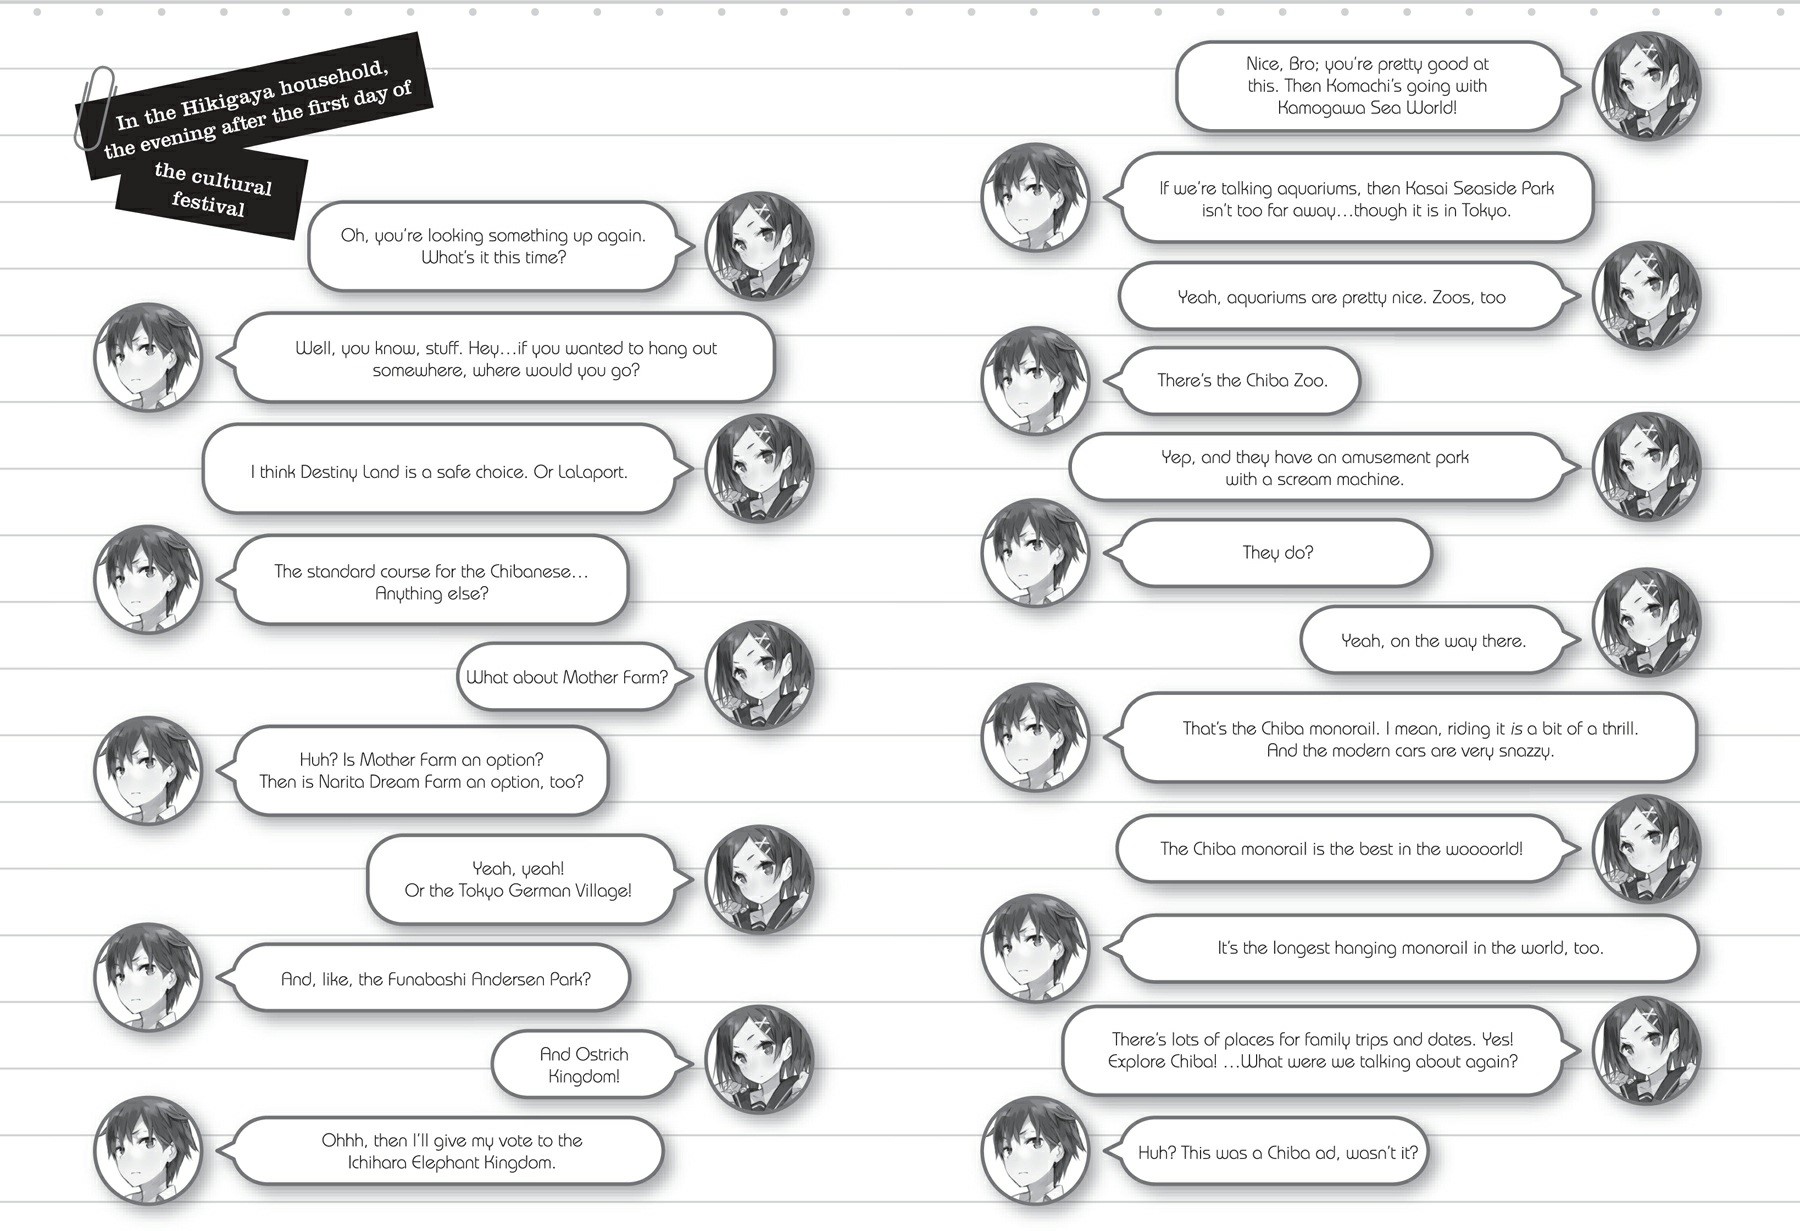 In the Hikigaya household,
the evening after the first day of
the cultural
festival
Oh, you're looking something up again.
What's it this time?
Well, you know, stuff. Hey...if you wanted to hang out
somewhere, where would you go?
I think Destiny Land is a safe choice. Or LaLaport.
The standard course for the Chibanese...
Anything else?
What about Mother Farm?
Huh? Is Mother Farm an option?
Then is Narita Dream Farm an option, too?
Yeah, yeah!
Or the Tokyo German Village!
And, like, the Funabashi Andersen Park?
And Ostrich
Kingdom!
Ohhh, then I'll give my vote to the
Ichihara Elephant Kingdom.
Nice, Bro; you're pretty good at
this. Then Komachi's going with
Kamogawa Sea World!
If we're talking aquariums, then Kasai Seaside Park
isn't too far away...though it is in Tokyo.
Yeah, aquariums are pretty nice. Zoos, too
There's the Chiba Zoo.
Yep, and they have an amusement park
with a scream machine.
They do?
Yeah, on the way there.
That's the Chiba monorail. I mean, riding it is a bit of a thrill.
And the modern cars are very snazzy.
The Chiba monorail is the best in the woooorld!
It's the longest hanging monorail in the world, too.
There's lots of places for family trips and dates. Yes!
Explore Chiba! ...What were we talking about again?
Huh? This was a Chiba ad, wasn't it?